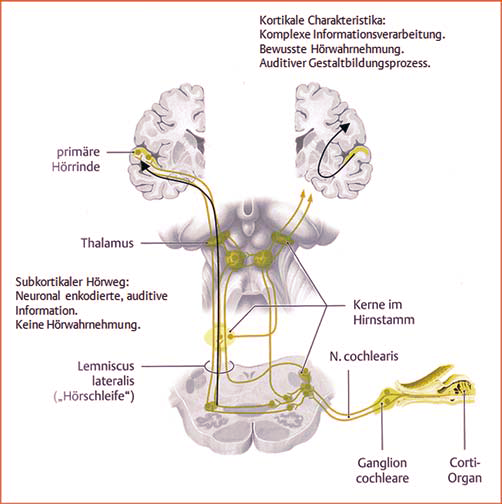 Kortikale Charakteristika:
Komplexe Informationsverarbeitung.
Bewusste Hörwahrnehmung.
Auditiver Gestaltbildungsprozess.
primäre
Hörrinde
Thalamus
Subkortikaler Hörweg:
Neuronal enkodierte, auditive
Information.
Keine Hörwahrnehmung.
Kerne im
Hirnstamm
Lemniscus
lateralis
(„Hörschleife“)
N. cochlearis
Ganglion
cochleare
Corti-
Organ